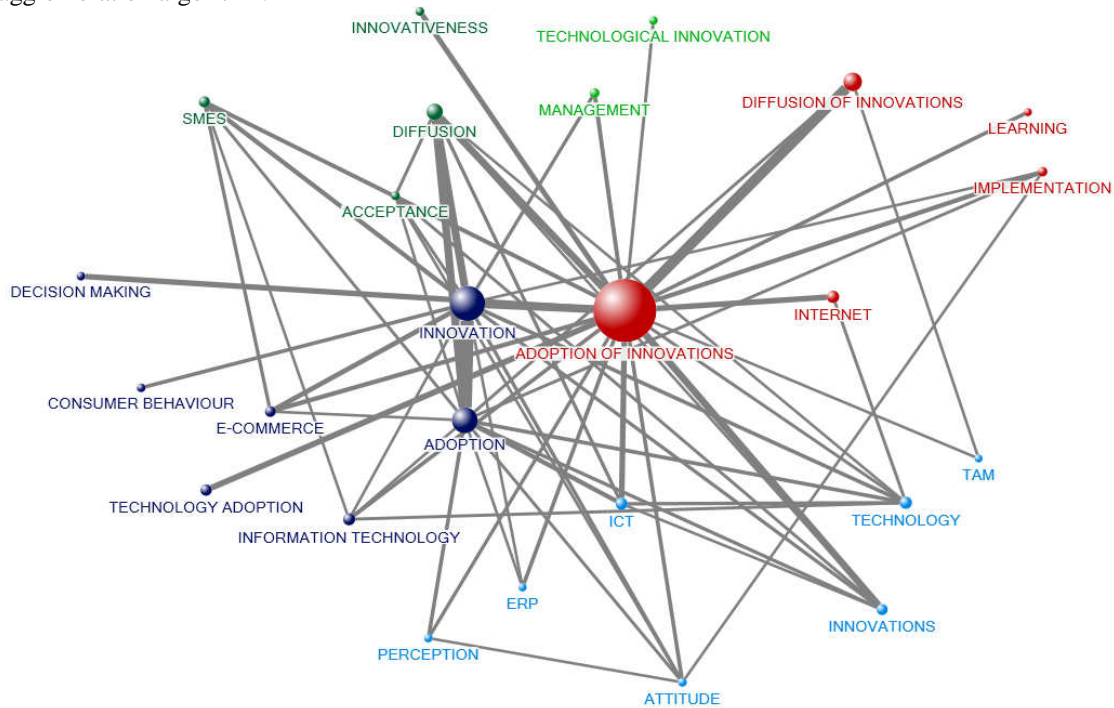 INNOVATIVENESS
TECHNOLOGICAL INNOVATION
DIFFUSION OF INNOVATIONS
MANAGEMENT
SMES
DIFFUSION
LEARNING
IMPLEMENTATION
ACCEPTANCE
DECISION MAKING
INNOVATION
INTERNET
ADOPTION OF INNOVATIONS
CONSUMER BEHAVIOUR
E-COMMERCE
ADOPTION
TAM
TECHNOLOGY ADOPTION
INFORMATION TECHNOLOGY
ICT
TECHNOLOGY
ERP
INNOVATIONS
PERCEPTION
ATTITUDE